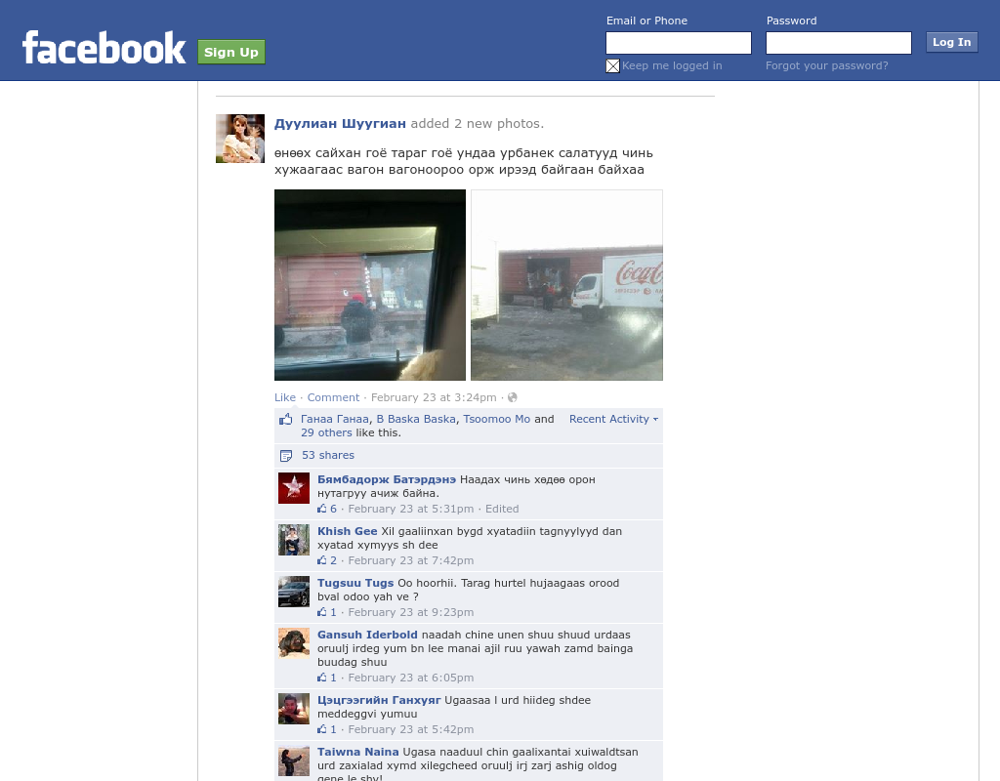 facebook
Sign Up
Email or Phone
Password
Log In
Keep me logged in
Forgot your password?
Дуулиан Шуугиан added 2 new photos.
өнөөх сайхан гоё тараг гоё ундаа урбанек салатууд чинь
хужаагаас вагон вагоноороо орж ирээд байгаан байхаа
Coca
Like · Comment · February 23 at 3:24pm ·
Ганаа Ганаа, B Baska Baska, Tsoomoo Mo and
29 others like this.
Recent Activity
53 shares
Бямбадорж Батэрдэнэ Наадах чинь хөдөө орон
нутагруу ачиж байна.
6 · February 23 at 5:31pm · Edited
Khish Gee Xil gaaliinxan bygd xyatadiin tagnyylyyd dan
xyatad xymyys sh dee
2 · February 23 at 7:42pm
Tugsuu Tugs Oo hoorhii. Tarag hurtel hujaagaas orood
bval odoo yah ve ?
1 · February 23 at 9:23pm
Gansuh Iderbold naadah chine unen shuu shuud urdaas
oruulj irdeg yum bn lee manai ajil ruu yawah zamd bainga
buudag shuu
1 · February 23 at 6:05pm
Цэцгээгийн Ганхуяг Ugaasaa l urd hiideg shdee
meddeggvi yumuu
1 · February 23 at 5:42pm
Taiwna Naina Ugasa naaduul chin gaalixantai xuiwaldtsan
urd zaxialad xymd xilegcheed oruulj irj zarj ashig oldog
gene le shv!